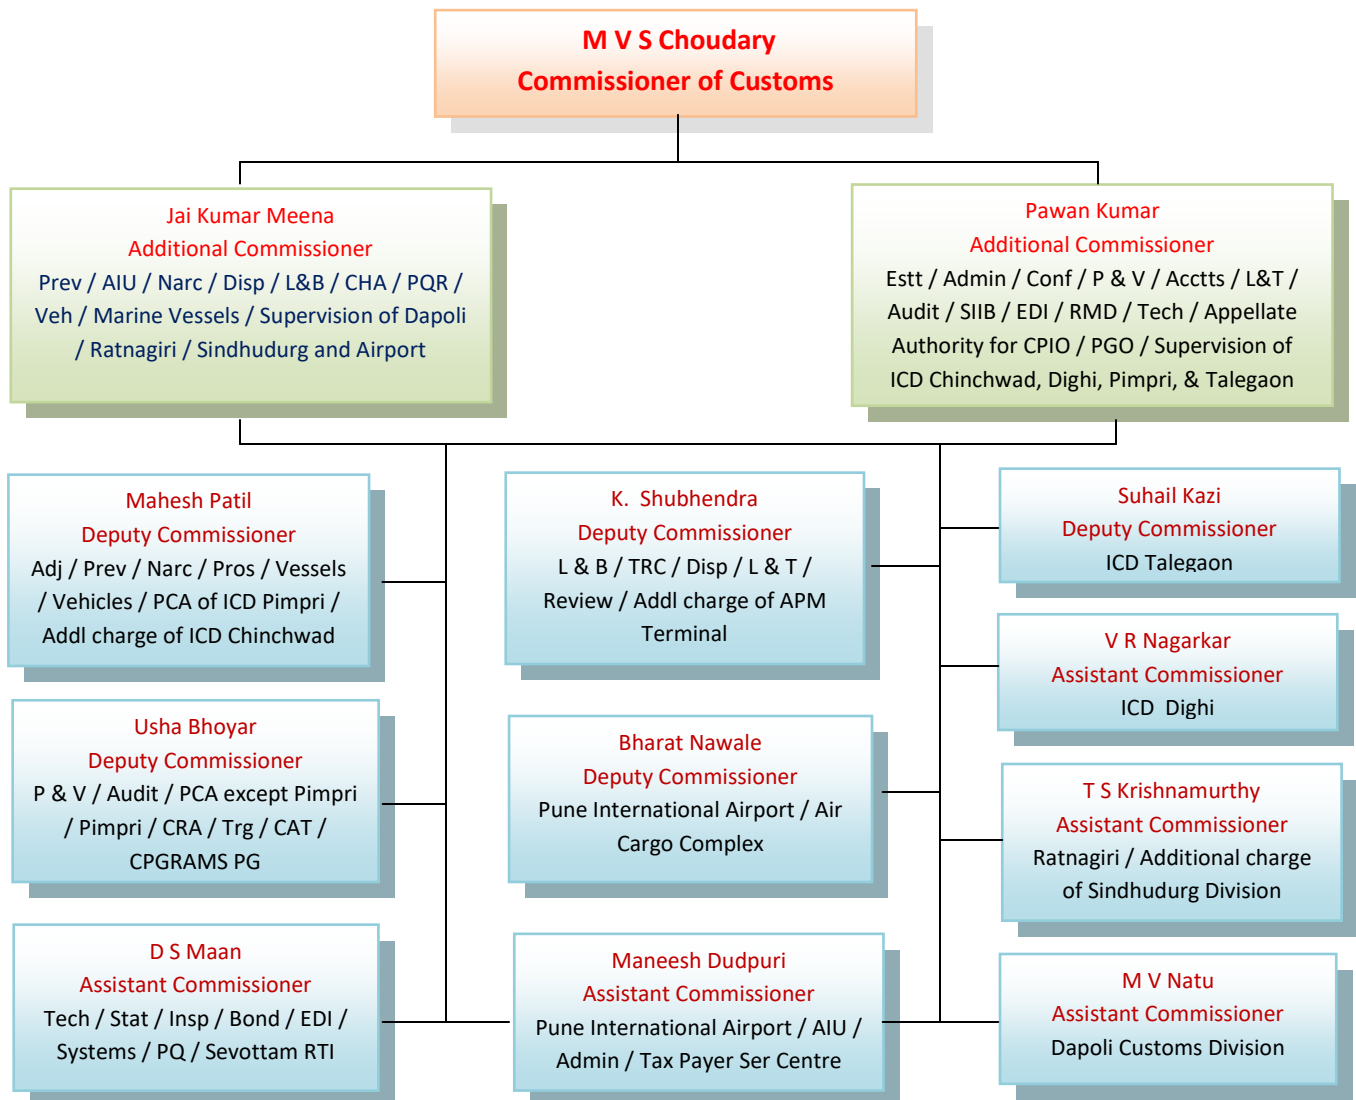 M V S Choudary
Commissioner of Customs
Jai Kumar Meena
Additional Commissioner
Prev / AIU / Narc / Disp / L&B / CHA / PQR /
Veh / Marine Vessels / Supervision of Dapoli
/ Ratnagiri / Sindhudurg and Airport
Pawan Kumar
Additional Commissioner
Estt / Admin / Conf / P & V / Acctts / L&T /
Audit / SIIB / EDI / RMD / Tech / Appellate
Authority for CPIO / PGO / Supervision of
ICD Chinchwad, Dighi, Pimpri, & Talegaon
Mahesh Patil
Deputy Commissioner
Adj / Prev / Narc / Pros / Vessels
/ Vehicles / PCA of ICD Pimpri /
Addl charge of ICD Chinchwad
K. Shubhendra
Deputy Commissioner
L & B / TRC / Disp / L & T /
Review / Addl charge of APM
Terminal
Suhail Kazi
Deputy Commissioner
ICD Talegaon
V R Nagarkar
Assistant Commissioner
ICD Dighi
Usha Bhoyar
Deputy Commissioner
P & V / Audit / PCA except Pimpri
/ Pimpri / CRA / Trg / CAT /
CPGRAMS PG
Bharat Nawale
Deputy Commissioner
Pune International Airport / Air
Cargo Complex
T S Krishnamurthy
Assistant Commissioner
Ratnagiri / Additional charge
of Sindhudurg Division
D S Maan
Assistant Commissioner
Tech / Stat / Insp / Bond / EDI /
Systems / PQ / Sevottam RTI
Maneesh Dudpuri
Assistant Commissioner
Pune International Airport / AIU /
Admin / Tax Payer Ser Centre
M V Natu
Assistant Commissioner
Dapoli Customs Division